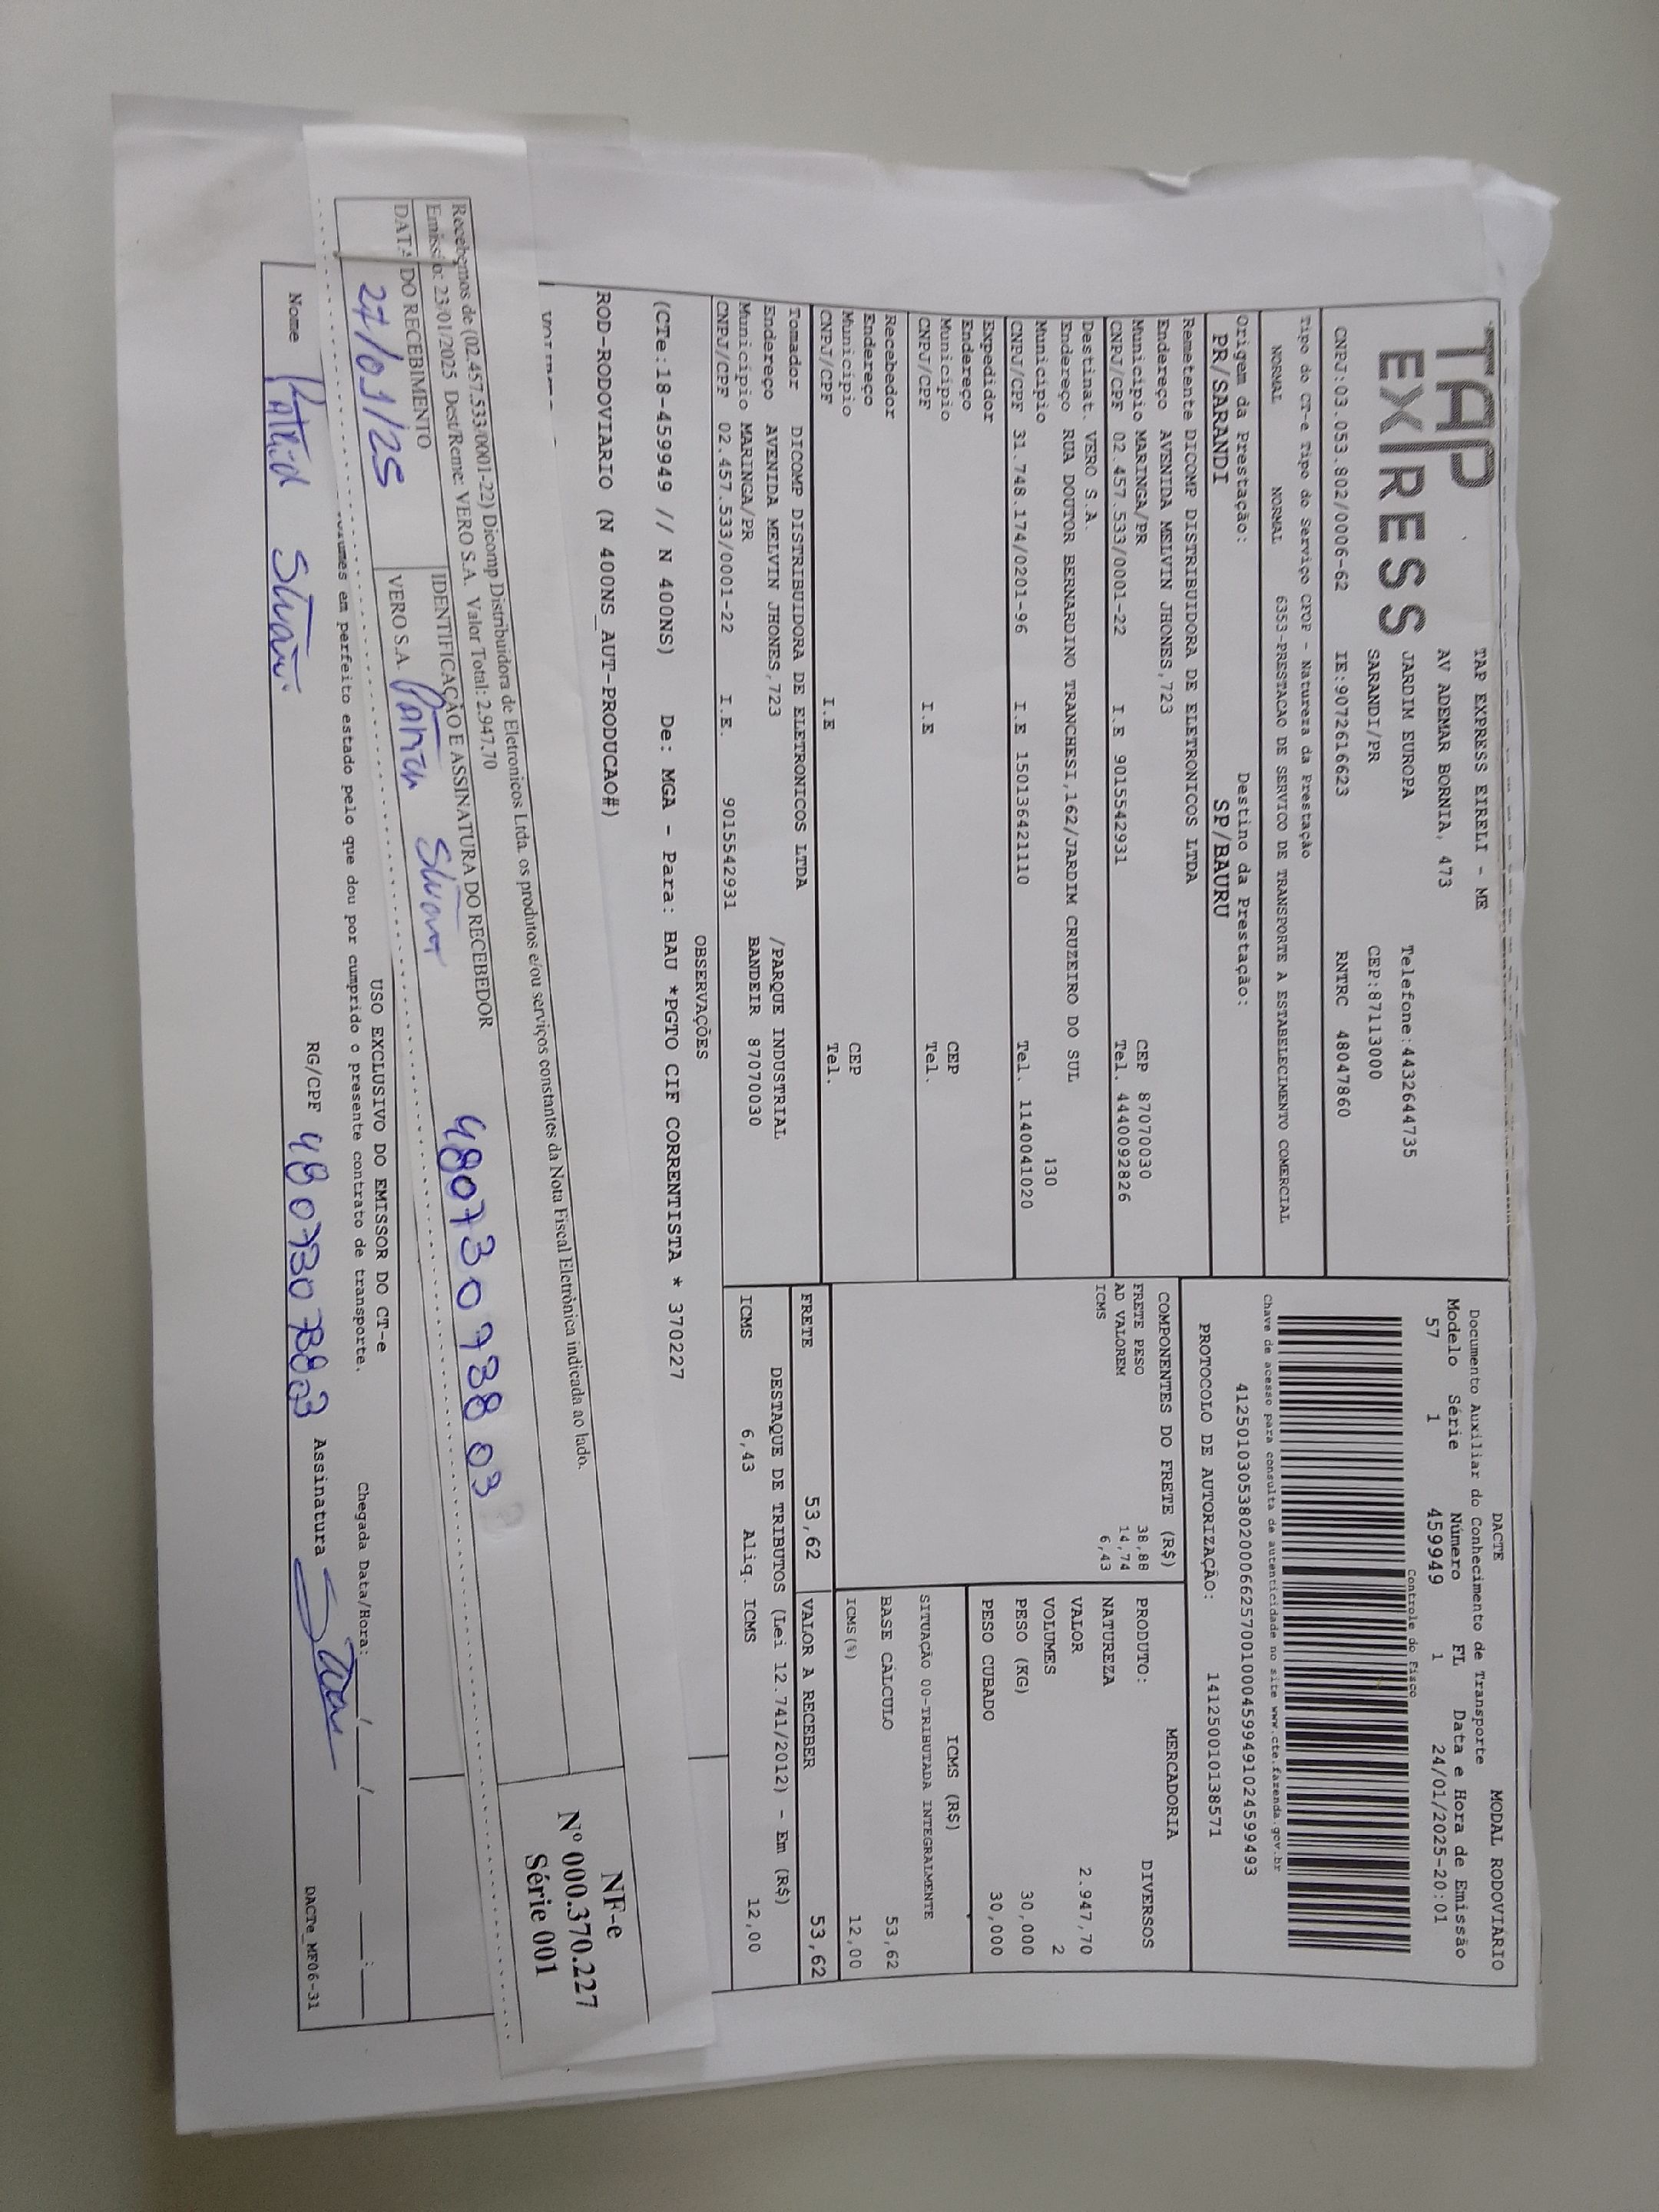 TAP
EXPRESS
TAP EXPRESS EIRELI - ME
AV ADEMAR BORNIA, 473
JARDIM EUROPA
SARANDI/PR
Telefone:4432644735
CEP:87113000
CNPJ:03.053.802/0006-62 IE:9072616623 RNTRC 48047860
DACTE
MODAL RODOVIÁRIO
Documento Auxiliar do Conhecimento de Transporte
Modelo Série Número FL Data e Hora de Emissão
57 1 459949 1 24/01/2025-20:01
Controle do Fisco
Tipo do CT-e Tipo do Serviço CFOP - Natureza da Prestação
NORMAL NORMAL 6353-PRESTACAO DE SERVICO DE TRANSPORTE A ESTABELECIMENTO COMERCIAL
Chave de acesso para consulta de autenticidade no site www.cte.fazenda.gov.br
41250103053802000662570010004599491024599493
Origem da Prestação: Destino da Prestação:
PR/SARANDI SP/BAURU
PROTOCOLO DE AUTORIZAÇÃO: 141250010138571
Remetente DICOMP DISTRIBUIDORA DE ELETRONICOS LTDA
Endereço AVENIDA MELVIN JHONES,723
Municipio MARINGA/PR CEP 87070030
CNPJ/CPF 02.457.533/0001-22 I.E 9015542931 Tel. 4440092826
Destinat. VERO S.A.
Endereço RUA DOUTOR BERNARDINO TRANCHESI,162/JARDIM CRUZEIRO DO SUL
Municipio
CNPJ/CPF 31.748.174/0201-96 I.E 150136421110 Tel. 1140041020
Expedidor
Endereço
Municipio CEP
CNPJ/CPF I.E Tel.
Recebedor
Endereço
Municipio CEP
CNPJ/CPF I.E Tel.
Tomador DICOMP DISTRIBUIDORA DE ELETRONICOS LTDA
Endereço AVENIDA MELVIN JHONES,723 /PARQUE INDUSTRIAL
Municipio MARINGA/PR BANDEIR 87070030
CNPJ/CPF 02.457.533/0001-22 I.E. 9015542931
COMPONENTES DO FRETE (R$)
FRETE PESO 38,88
AD VALOREM 14,74
ICMS 6,43
MERCADORIA
PRODUTO: DIVERSOS
NATUREZA
VALOR 2.947,70
VOLUMES 2
PESO (KG) 30,000
PESO CUBADO 30,000
ICMS (R$)
SITUAÇÃO 00-TRIBUTADA INTEGRALMENTE
BASE CÁLCULO 53,62
ICMS(%) 12,00
FRETE 53,62 VALOR A RECEBER 53,62
DESTAQUE DE TRIBUTOS (Lei 12.741/2012) - Em (R$)
ICMS 6,43 Aliq. ICMS 12,00
OBSERVAÇÕES
(CTe:18-459949 // N 400NS) De: MGA - Para: BAU *PGTO CIF CORRENTISTA * 370227
ROD-RODOVIARIO (N 400NS_AUT-PRODUCAO#)
Recebemos de (02.457.533/0001-22) Dicomp Distribuidora de Eletronicos Ltda. os produtos e/ou serviços constantes da Nota Fiscal Eletrônica indicada ao lado.
Emissão: 23/01/2025 Dest/Reme: VERO S.A. Valor Total: 2.947.70
DATA DO RECEBIMENTO
27/01/25
IDENTIFICAÇÃO E ASSINATURA DO RECEBEDOR
VERO S.A.
48073073803
NF-e
Nº 000.370.227
Série 001
USO EXCLUSIVO DO EMISSOR DO CT-e
em perfeito estado pelo que dou por cumprido o presente contrato de transporte.
Chegada Data/Hora: __/__/__ __:__
Nome
RG/CPF 48073073803
Assinatura
DACTe_MF06-31